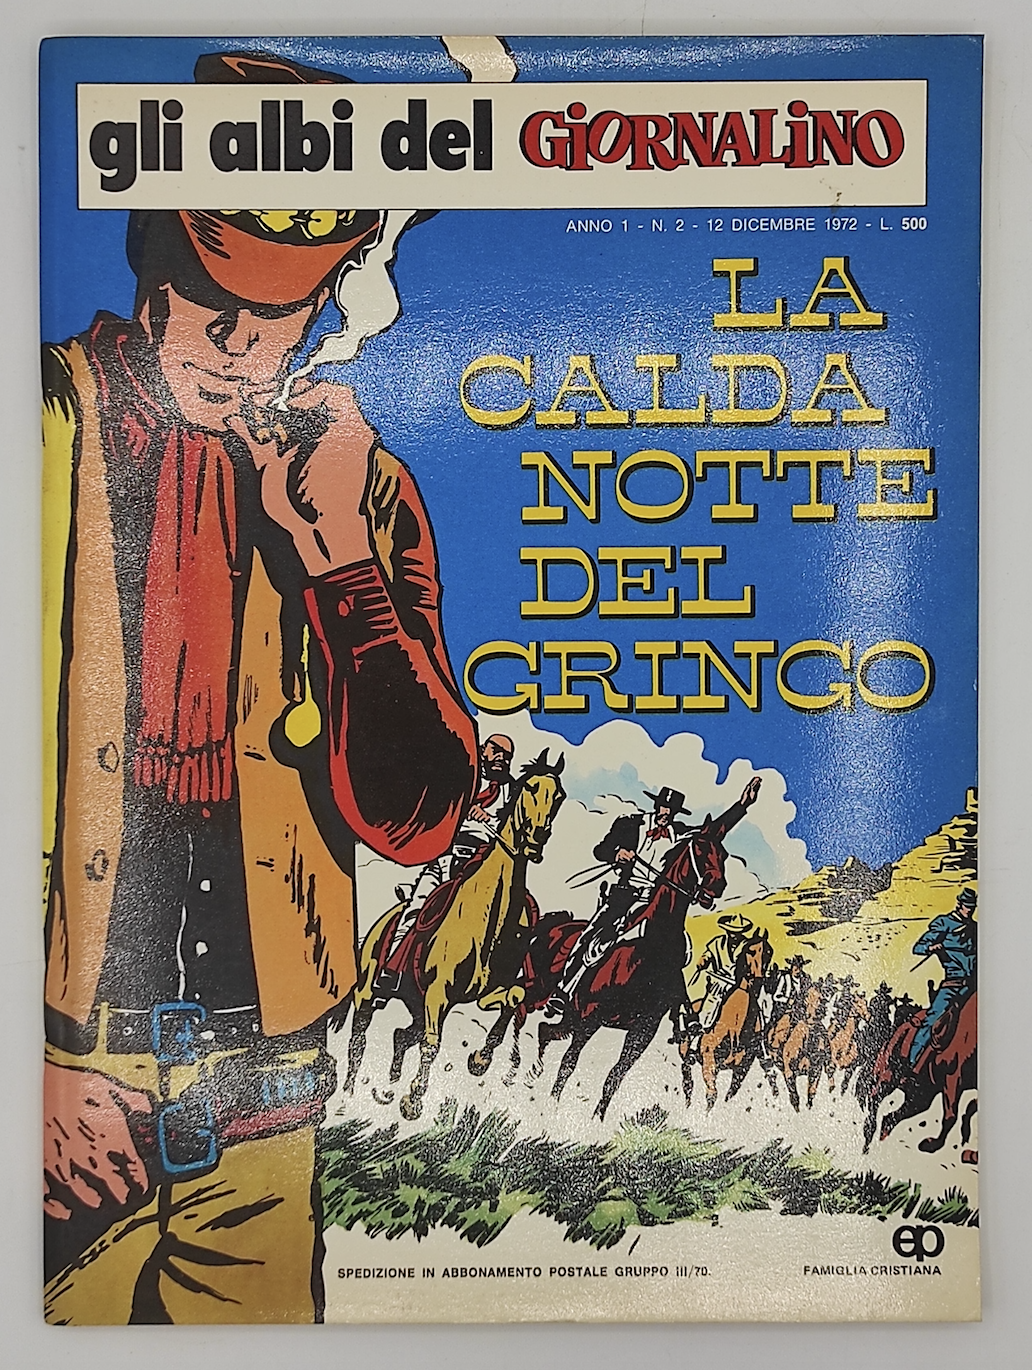 gli albi del GiORNALiNO
ANNO 1 - N. 2 - 12 DICEMBRE 1972 - L. 500
LA
CALDA
NOTTE
DEL
GRINGO
ep
SPEDIZIONE IN ABBONAMENTO POSTALE GRUPPO III/70.
FAMIGLIA CRISTIANA